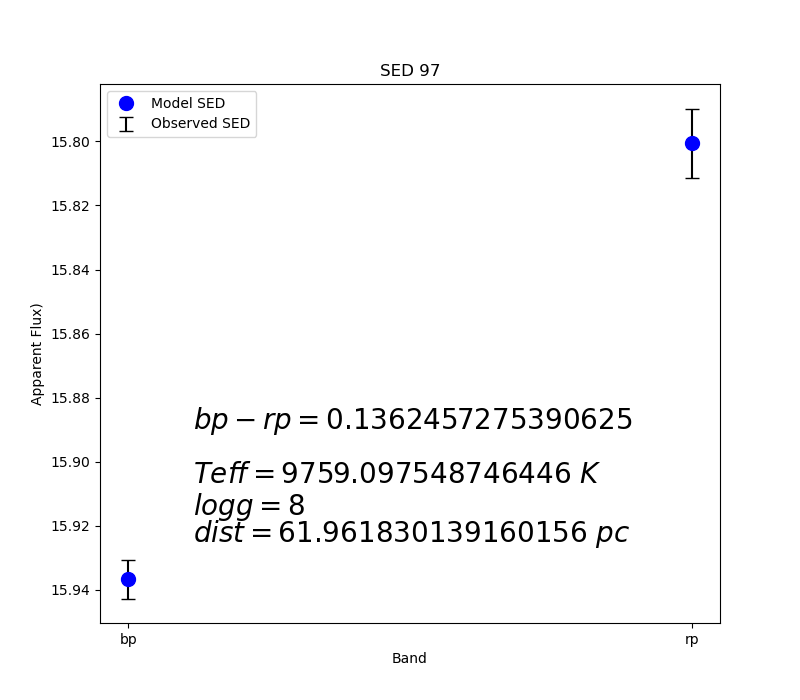 SED 97
Model SED
Observed SED
15.80
15.82
15.84
15.86
15.88
15.90
15.92
15.94
Apparent Flux)
bp − rp = 0.1362457275390625
Teff = 9759.097548746446 K
logg = 8
dist = 61.961830139160156 pc
bp
rp
Band